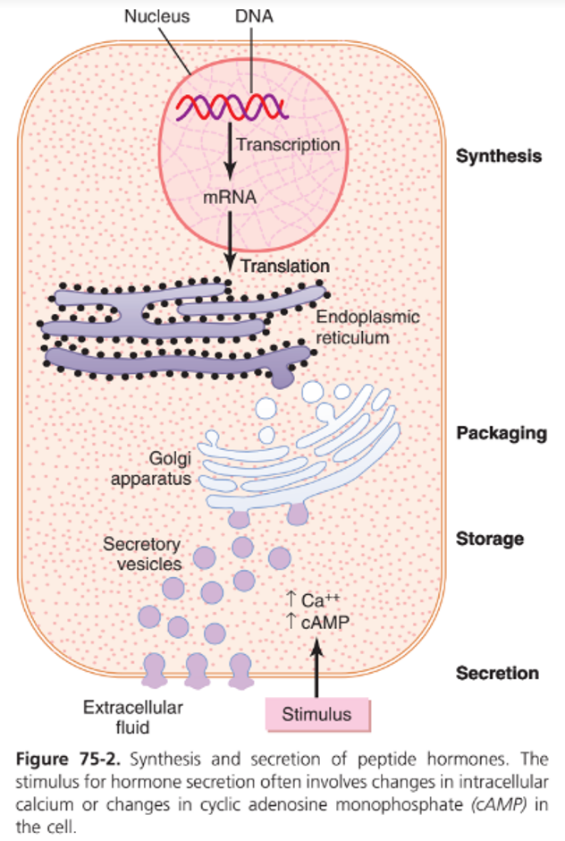 Nucleus
DNA
Transcription
Synthesis
mRNA
Translation
Endoplasmic
reticulum
Packaging
Golgi
apparatus
Storage
Secretory
vesicles
↑ Ca⁺⁺
↑ cAMP
Secretion
Extracellular
fluid
Stimulus
Figure 75-2. Synthesis and secretion of peptide hormones. The
stimulus for hormone secretion often involves changes in intracellular
calcium or changes in cyclic adenosine monophosphate (cAMP) in
the cell.